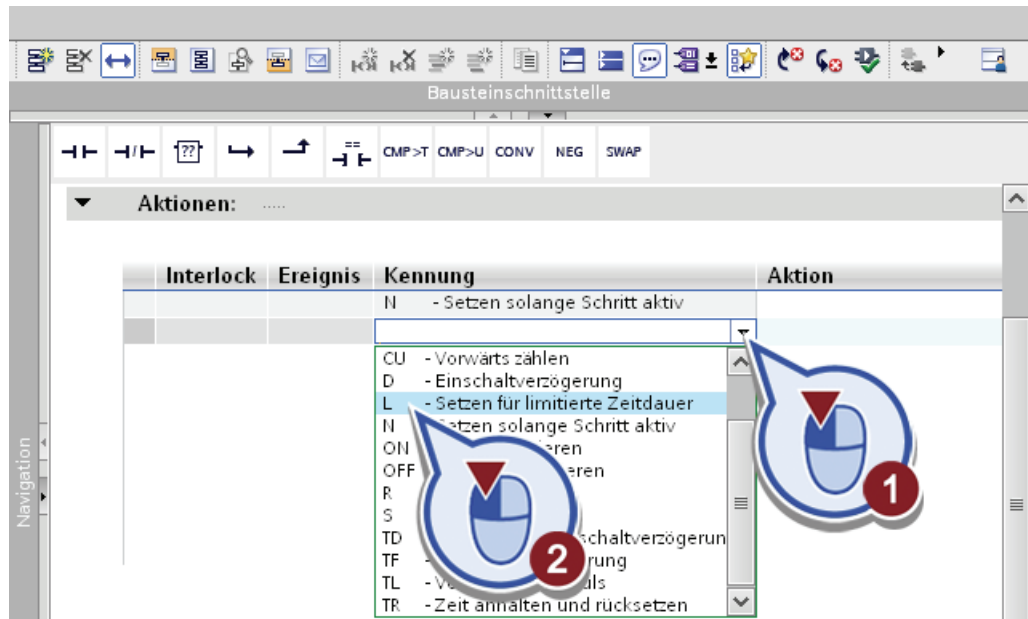 Bausteinschnittstelle
??
==
CMP>T CMP>U CONV NEG SWAP
Aktionen: .....
Interlock Ereignis Kennung Aktion
N - Setzen solange Schritt aktiv
CU - Vorwärts zählen
D - Einschaltverzögerung
L - Setzen für limitierte Zeitdauer
N - Setzen solange Schritt aktiv
ON
OFF
R
S
TD
TF
TL
TR - Zeit anhalten und rücksetzen
1
2
Navigation